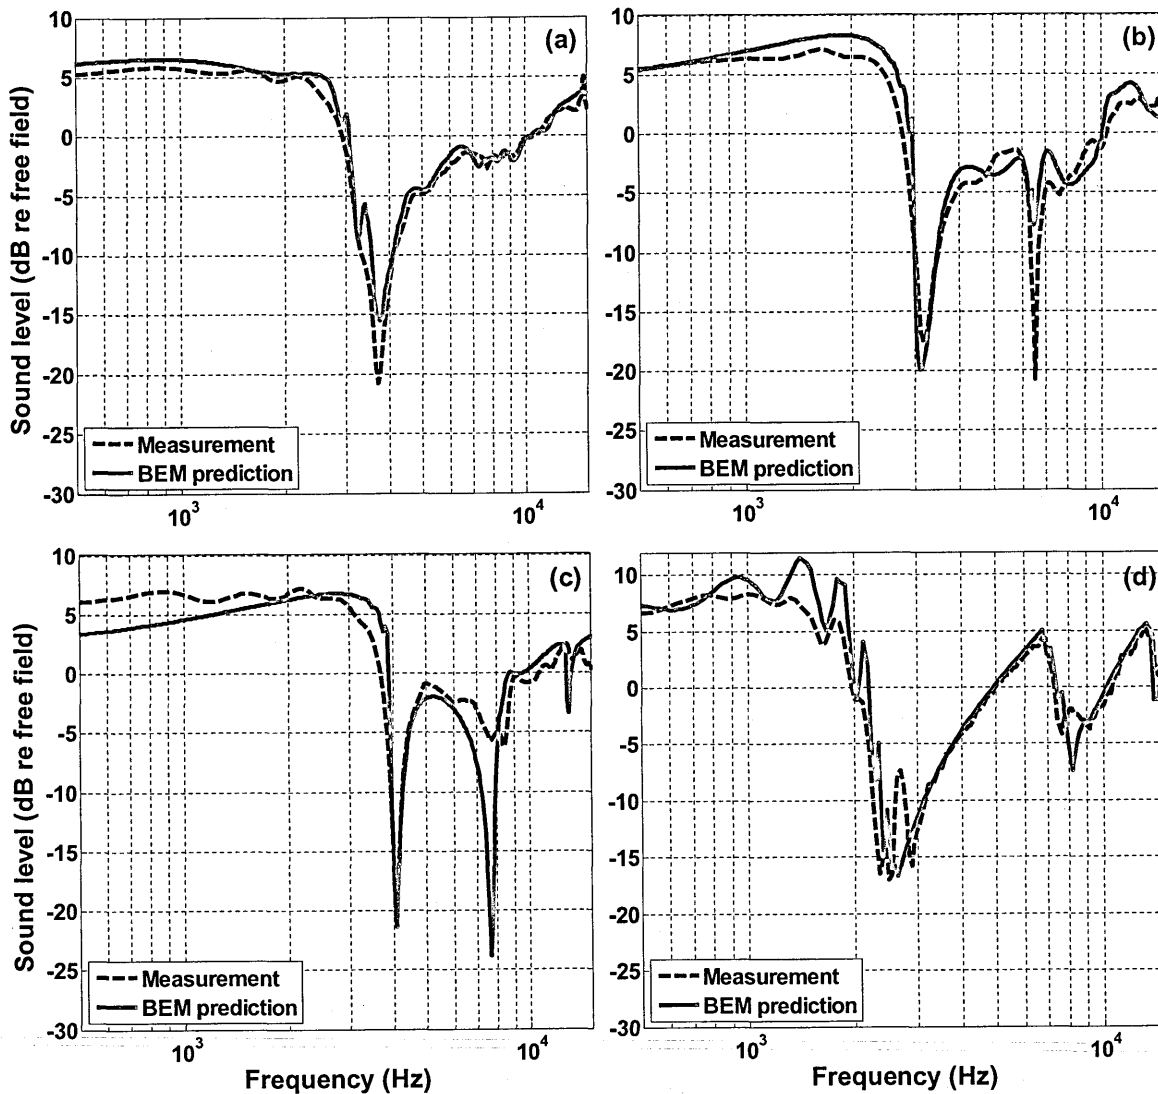 (a)
10
5
0
-5
-10
-15
-20
-25
-30
Measurement
BEM prediction
10³
10⁴
(b)
10
5
0
-5
-10
-15
-20
-25
-30
Measurement
BEM prediction
10³
10⁴
Sound level (dB re free field)
(c)
10
5
0
-5
-10
-15
-20
-25
-30
Measurement
BEM prediction
10³
10⁴
Frequency (Hz)
Sound level (dB re free field)
(d)
10
5
0
-5
-10
-15
-20
-25
-30
Measurement
BEM prediction
10³
10⁴
Frequency (Hz)